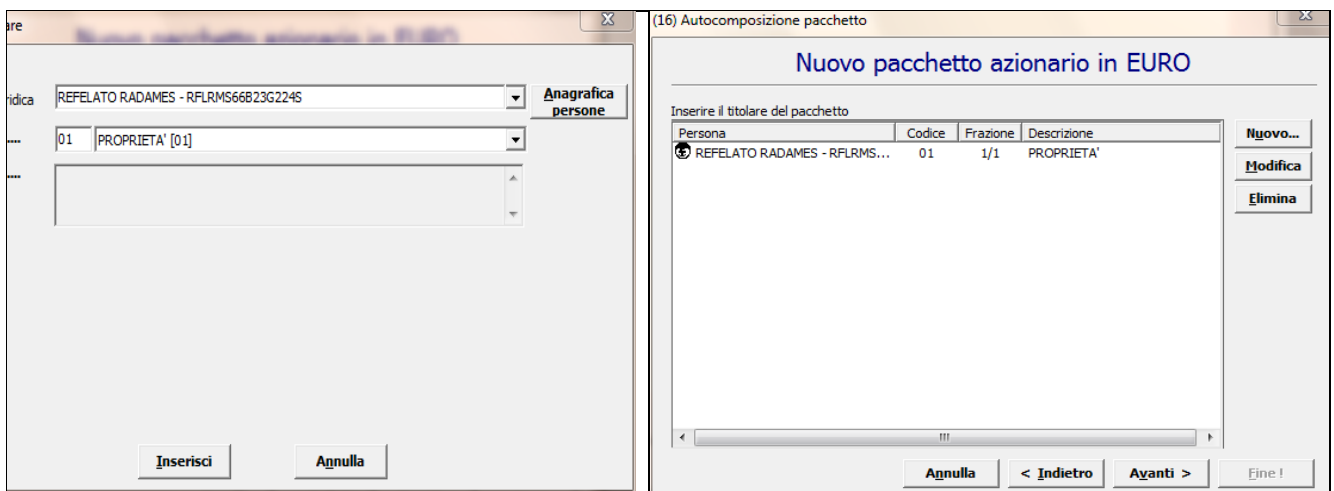 are
Nuovo pacchetto azionario in EURO
ridica
REFELATO RADAMES - RFLRMS66B23G224S
Anagrafica
persone
....
01
PROPRIETA' [01]
....
Inserisci
Annulla
(16) Autocomposizione pacchetto
Nuovo pacchetto azionario in EURO
Inserire il titolare del pacchetto
Persona Codice Frazione Descrizione
REFELATO RADAMES - RFLRMS... 01 1/1 PROPRIETA'
Nuovo...
Modifica
Elimina
Annulla < Indietro Avanti > Fine !